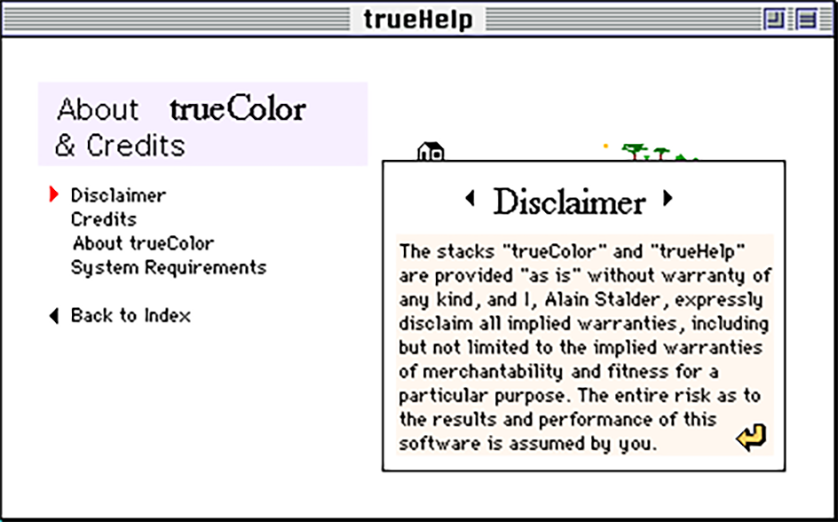 trueHelp
About trueColor
& Credits
Disclaimer
Credits
About trueColor
System Requirements
Back to Index
Disclaimer
The stacks "trueColor" and "trueHelp"
are provided "as is" without warranty of
any kind, and I, Alain Stalder, expressly
disclaim all implied warranties, including
but not limited to the implied warranties
of merchantability and fitness for a
particular purpose. The entire risk as to
the results and performance of this
software is assumed by you.